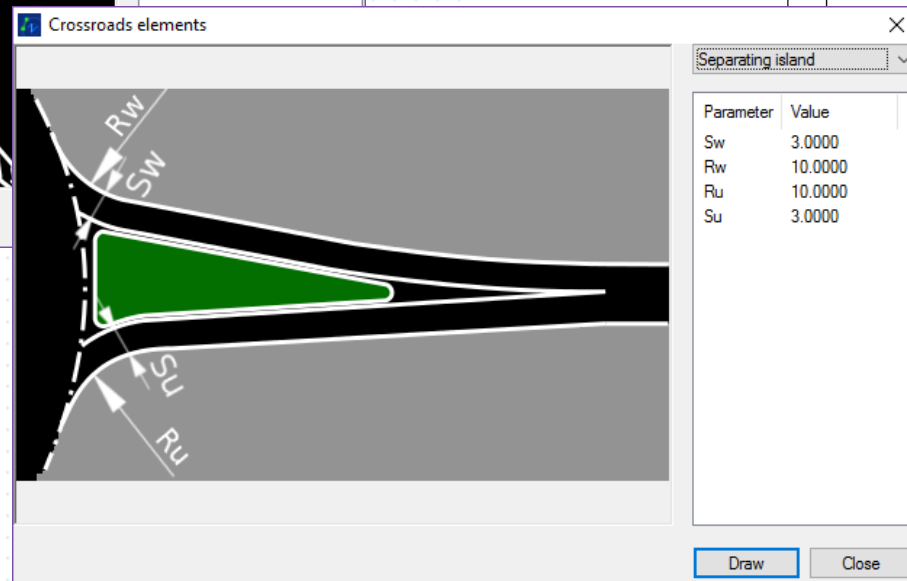 Crossroads elements
Separating island
Rw
Sw
Su
Ru
Parameter Value
Sw 3.0000
Rw 10.0000
Ru 10.0000
Su 3.0000
Draw Close